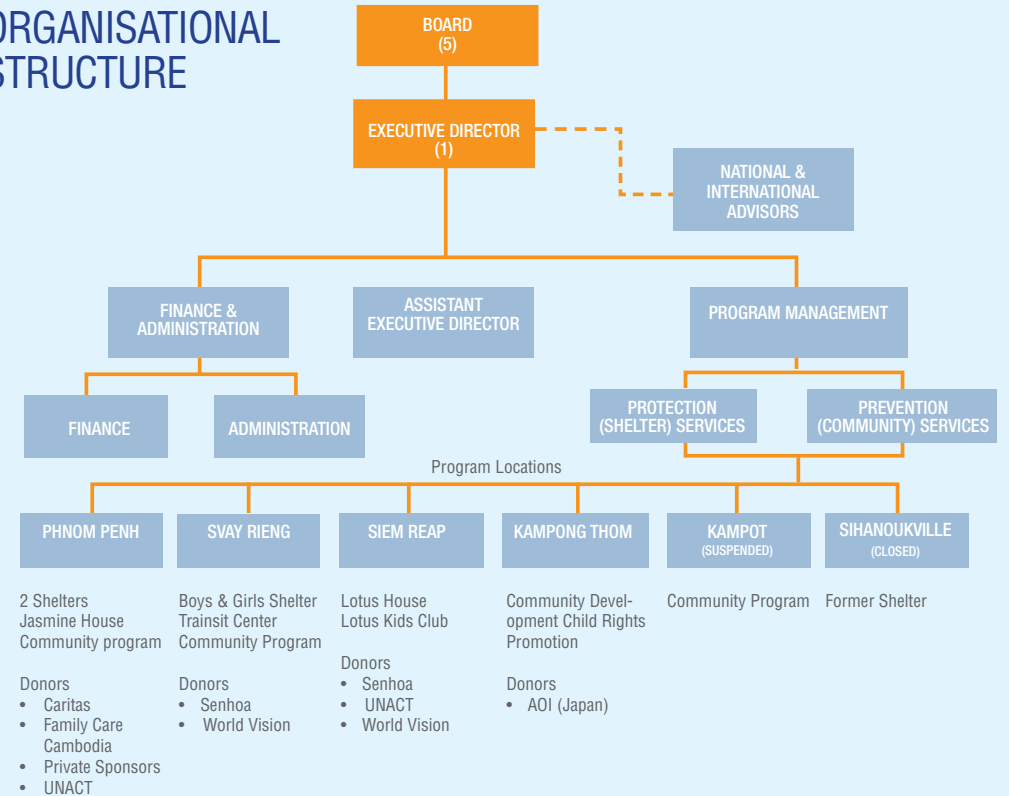 ORGANISATIONAL
STRUCTURE
BOARD
(5)
EXECUTIVE DIRECTOR
(1)
NATIONAL &
INTERNATIONAL
ADVISORS
FINANCE &
ADMINISTRATION
ASSISTANT
EXECUTIVE DIRECTOR
PROGRAM MANAGEMENT
FINANCE
ADMINISTRATION
PROTECTION
(SHELTER) SERVICES
PREVENTION
(COMMUNITY) SERVICES
Program Locations
PHNOM PENH
2 Shelters
Jasmine House
Community program
Donors
• Caritas
• Family Care
Cambodia
• Private Sponsors
• UNACT
SVAY RIENG
Boys & Girls Shelter
Trainsit Center
Community Program
Donors
• Senhoa
• World Vision
SIEM REAP
Lotus House
Lotus Kids Club
Donors
• Senhoa
• UNACT
• World Vision
KAMPONG THOM
Community Devel-
opment Child Rights
Promotion
Donors
• AOI (Japan)
KAMPOT
(SUSPENDED)
Community Program
SIHANOUKVILLE
(CLOSED)
Former Shelter